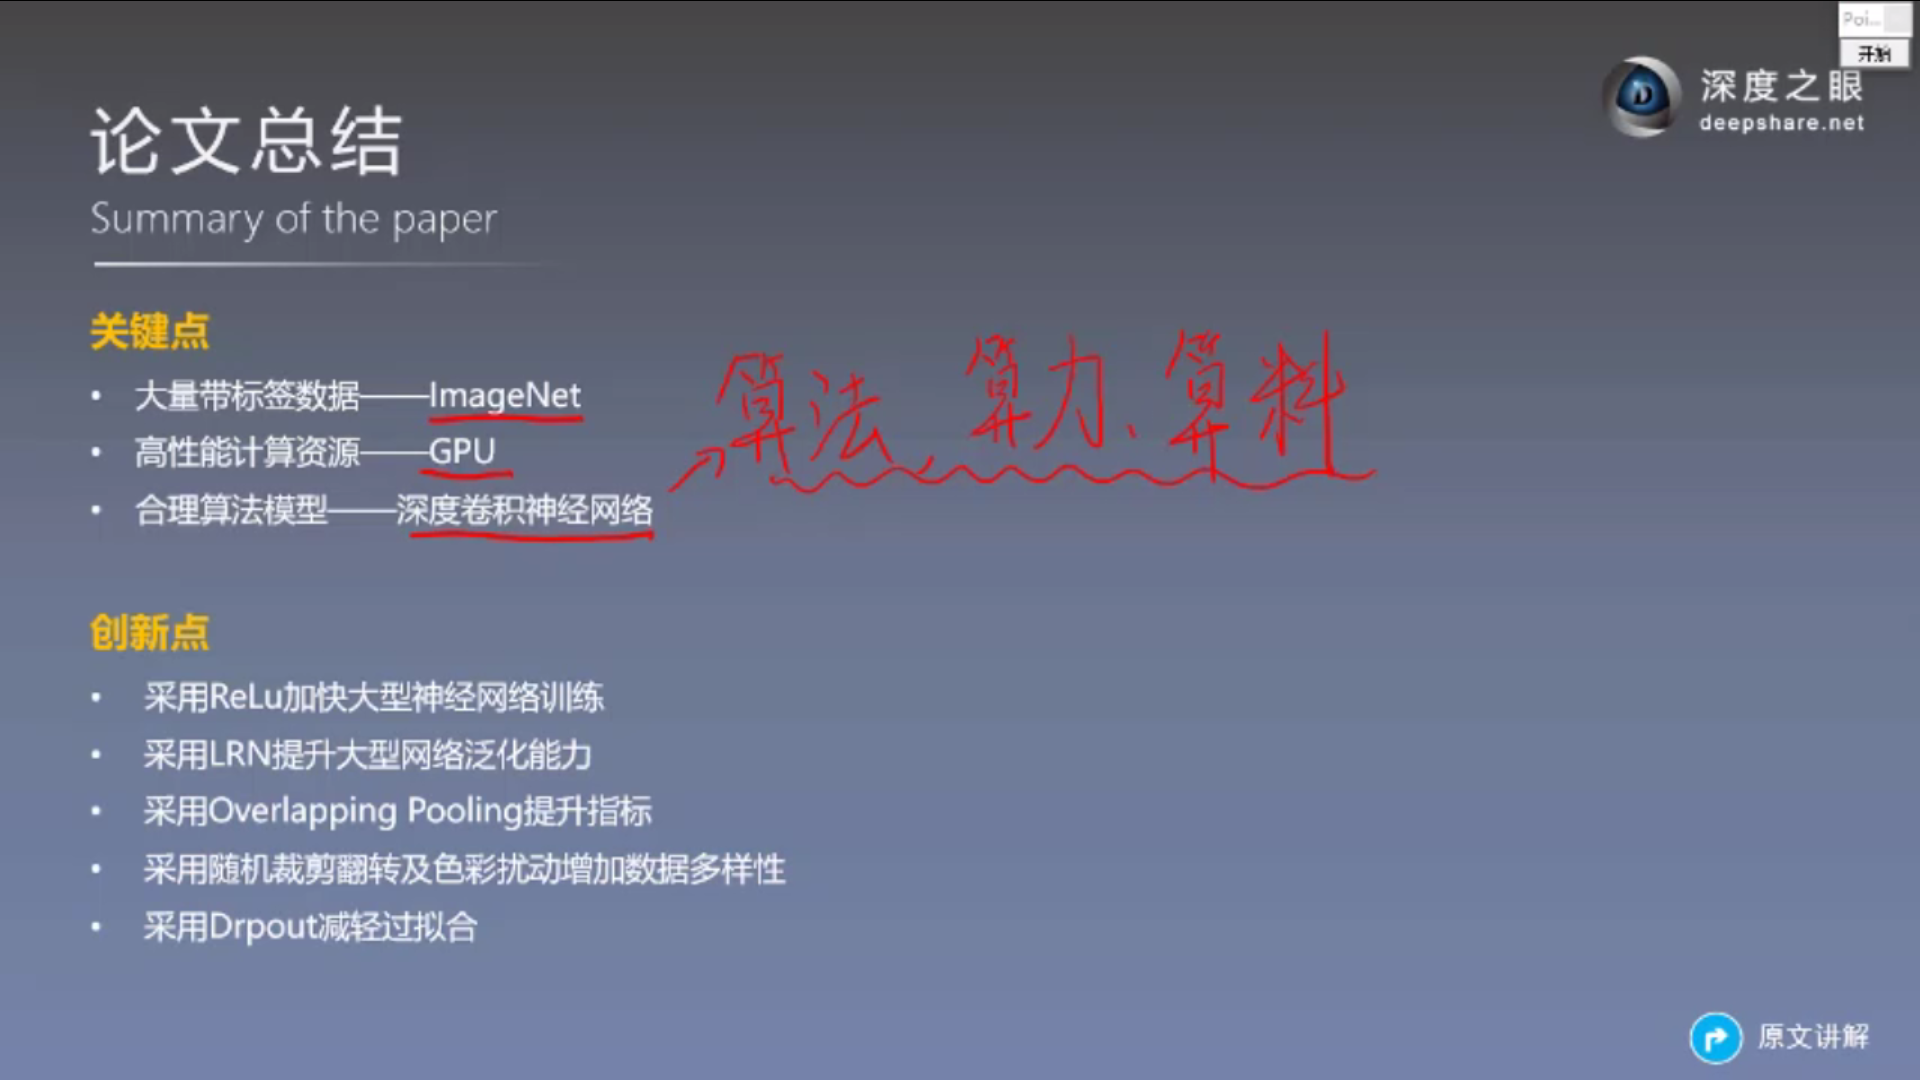 Poi...
开始
深度之眼
deepshare.net
论文总结
Summary of the paper
关键点
• 大量带标签数据——ImageNet
• 高性能计算资源——GPU
• 合理算法模型——深度卷积神经网络
算法、算力、算料
创新点
• 采用ReLu加快大型神经网络训练
• 采用LRN提升大型网络泛化能力
• 采用Overlapping Pooling提升指标
• 采用随机裁剪翻转及色彩扰动增加数据多样性
• 采用Drpout减轻过拟合
原文讲解